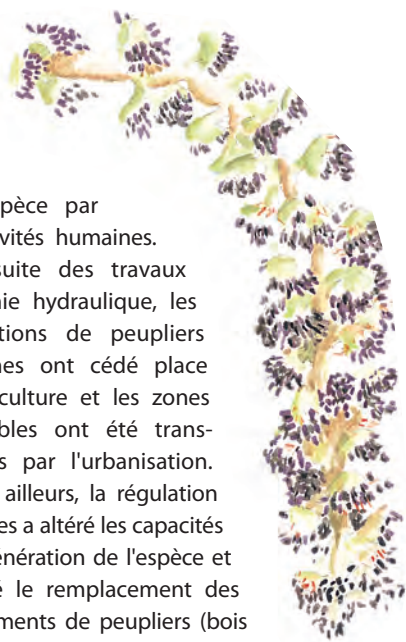 pèce par
vités humaines.
suite des travaux
nie hydraulique, les
tions de peupliers
nes ont cédé place
culture et les zones
bles ont été trans-
s par l'urbanisation.
ailleurs, la régulation
es a altéré les capacités
énération de l'espèce et
é le remplacement des
ments de peupliers (bois